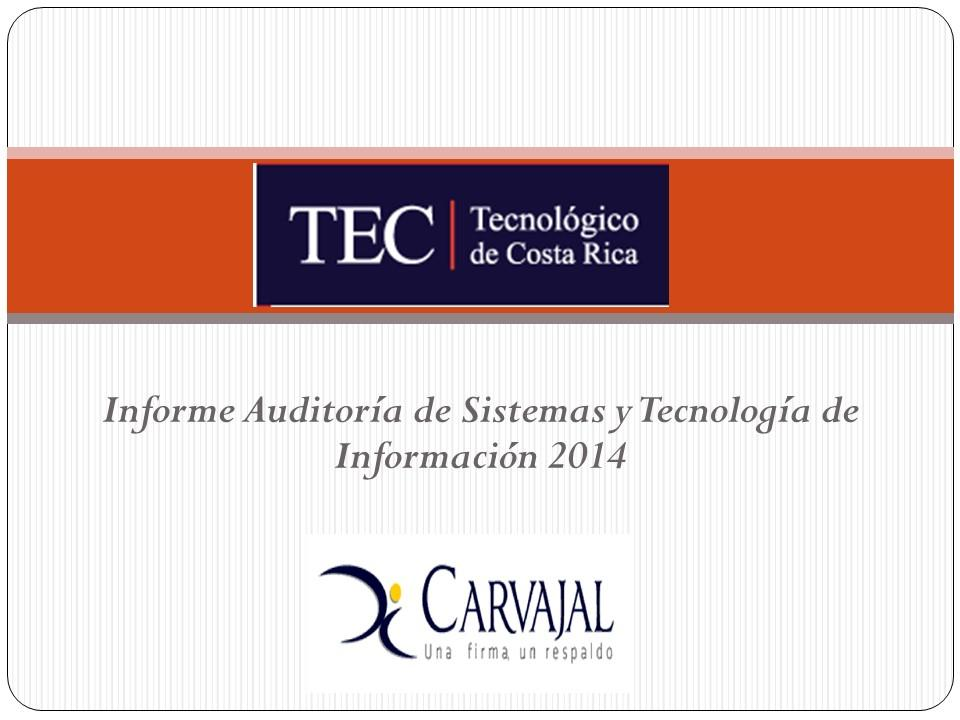 TEC
Tecnológico
de Costa Rica
Informe Auditoría de Sistemas y Tecnología de
Información 2014
CARVAJAL
Una firma, un respaldo